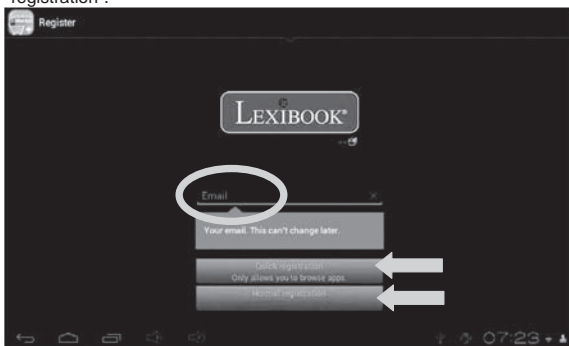 registration".
Register
LEXIBOOK®
Email
Your email. This can't change later.
Quick registration
Only allows you to browse apps.
Normal registration
07:23